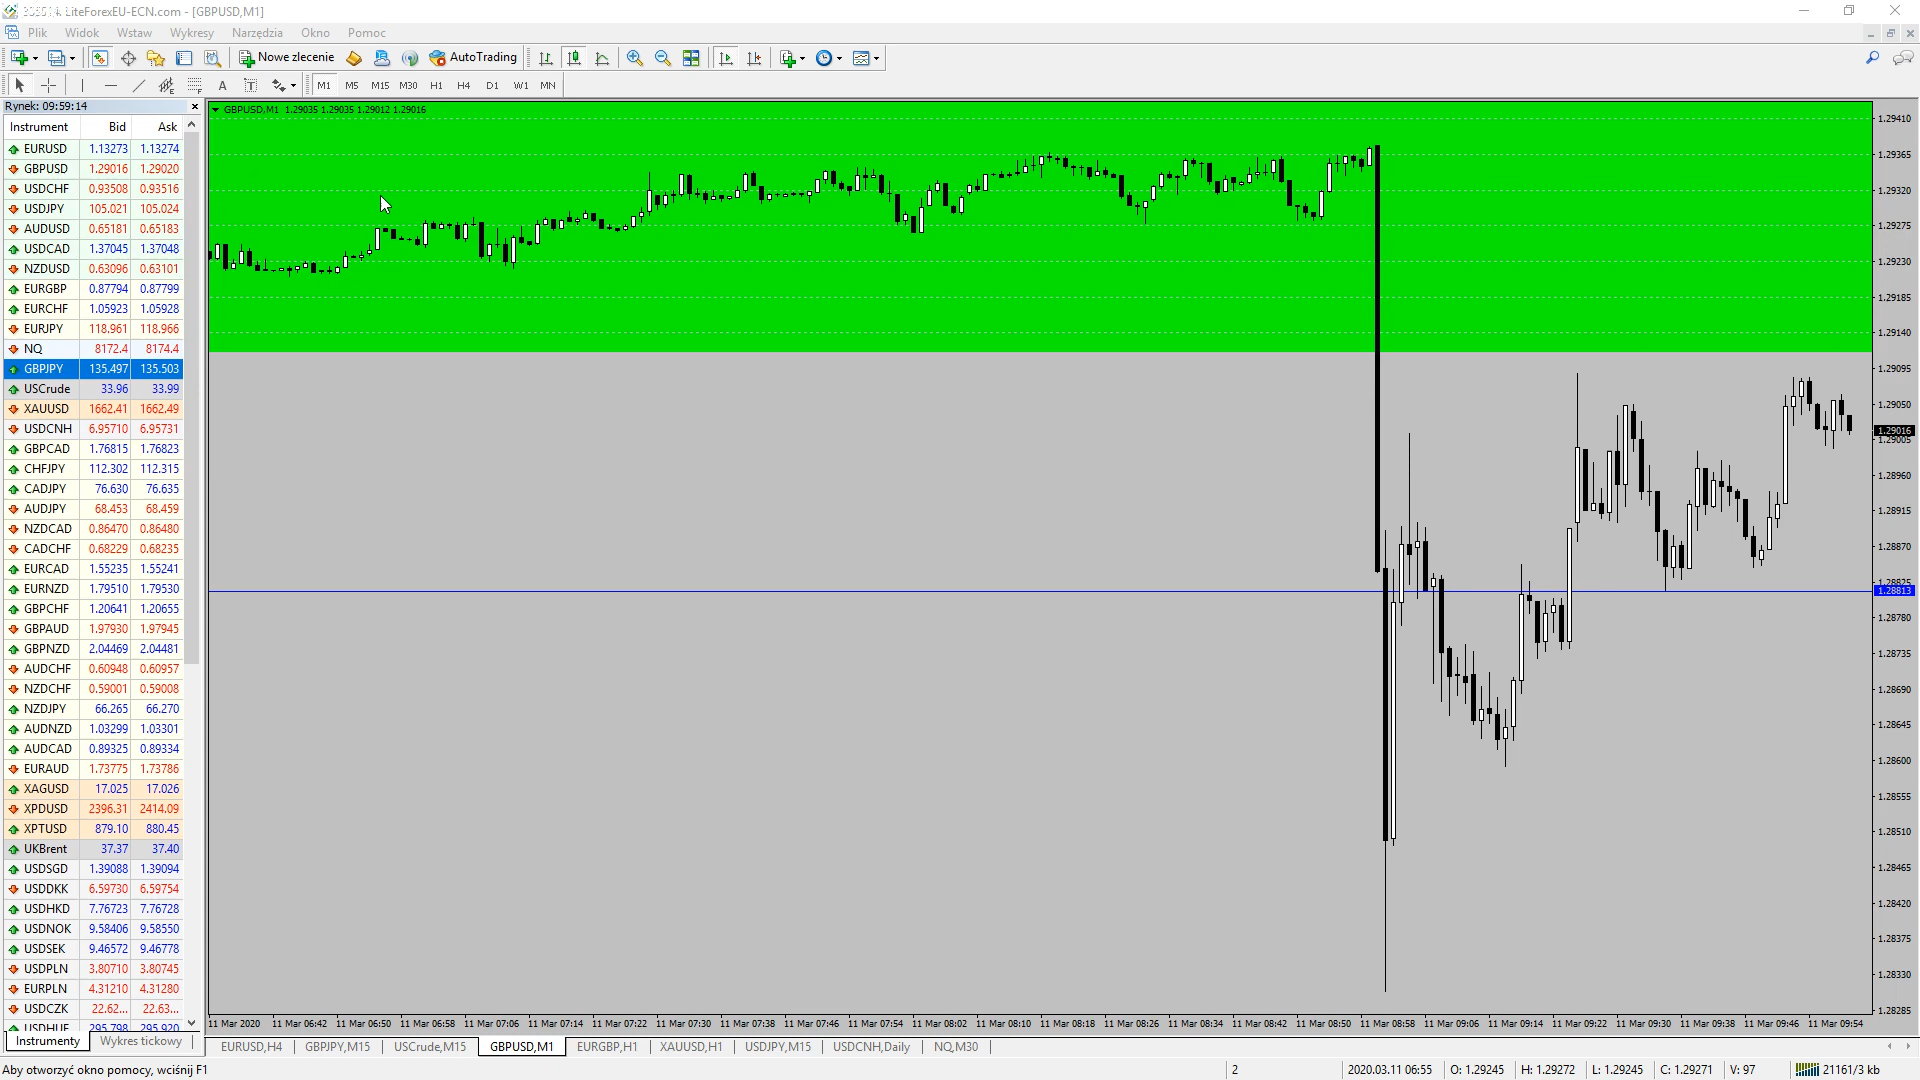 LiteForexEU-ECN.com - [GBPUSD,M1]
Plik Widok Wstaw Wykresy Narzędzia Okno Pomoc
Nowe zlecenie AutoTrading
A T M1 M5 M15 M30 H1 H4 D1 W1 MN
Rynek: 09:59:14
Instrument Bid Ask
EURUSD 1.13273 1.13274
GBPUSD 1.29016 1.29020
USDCHF 0.93508 0.93516
USDJPY 105.021 105.024
AUDUSD 0.65181 0.65183
USDCAD 1.37045 1.37048
NZDUSD 0.63096 0.63101
EURGBP 0.87794 0.87799
EURCHF 1.05923 1.05928
EURJPY 118.961 118.966
NQ 8172.4 8174.4
GBPJPY 135.497 135.503
USCrude 33.96 33.99
XAUUSD 1662.41 1662.49
USDCNH 6.95710 6.95731
GBPCAD 1.76815 1.76823
CHFJPY 112.302 112.315
CADJPY 76.630 76.635
AUDJPY 68.453 68.459
NZDCAD 0.86470 0.86480
CADCHF 0.68229 0.68235
EURCAD 1.55235 1.55241
EURNZD 1.79510 1.79530
GBPCHF 1.20641 1.20655
GBPAUD 1.97930 1.97945
GBPNZD 2.04469 2.04481
AUDCHF 0.60948 0.60957
NZDCHF 0.59001 0.59008
NZDJPY 66.265 66.270
AUDNZD 1.03299 1.03301
AUDCAD 0.89325 0.89334
EURAUD 1.73775 1.73786
XAGUSD 17.025 17.026
XPDUSD 2396.31 2414.09
XPTUSD 879.10 880.45
UKBrent 37.37 37.40
USDSGD 1.39088 1.39094
USDDKK 6.59730 6.59754
USDHKD 7.76723 7.76728
USDNOK 9.58406 9.58550
USDSEK 9.46572 9.46778
USDPLN 3.80710 3.80745
EURPLN 4.31210 4.31280
USDCZK 22.62... 22.63...
USDHUF 295.798 295.920
Instrumenty Wykres tickowy
GBPUSD,M1 1.29035 1.29035 1.29012 1.29016
1.29410
1.29365
1.29320
1.29275
1.29230
1.29185
1.29140
1.29095
1.29050
1.29016
1.29005
1.28960
1.28915
1.28870
1.28825
1.28813
1.28780
1.28735
1.28690
1.28645
1.28600
1.28555
1.28510
1.28465
1.28420
1.28375
1.28330
1.28285
11 Mar 2020 11 Mar 06:42 11 Mar 06:50 11 Mar 06:58 11 Mar 07:06 11 Mar 07:14 11 Mar 07:22 11 Mar 07:30 11 Mar 07:38 11 Mar 07:46 11 Mar 07:54 11 Mar 08:02 11 Mar 08:10 11 Mar 08:18 11 Mar 08:26 11 Mar 08:34 11 Mar 08:42 11 Mar 08:50 11 Mar 08:58 11 Mar 09:06 11 Mar 09:14 11 Mar 09:22 11 Mar 09:30 11 Mar 09:38 11 Mar 09:46 11 Mar 09:54
EURUSD,H4 GBPJPY,M15 USCrude,M15 GBPUSD,M1 EURGBP,H1 XAUUSD,H1 USDJPY,M15 USDCNH,Daily NQ,M30
Aby otworzyć okno pomocy, wciśnij F1 2 2020.03.11 06:55 O: 1.29245 H: 1.29272 L: 1.29245 C: 1.29271 V: 97 21161/3 kb